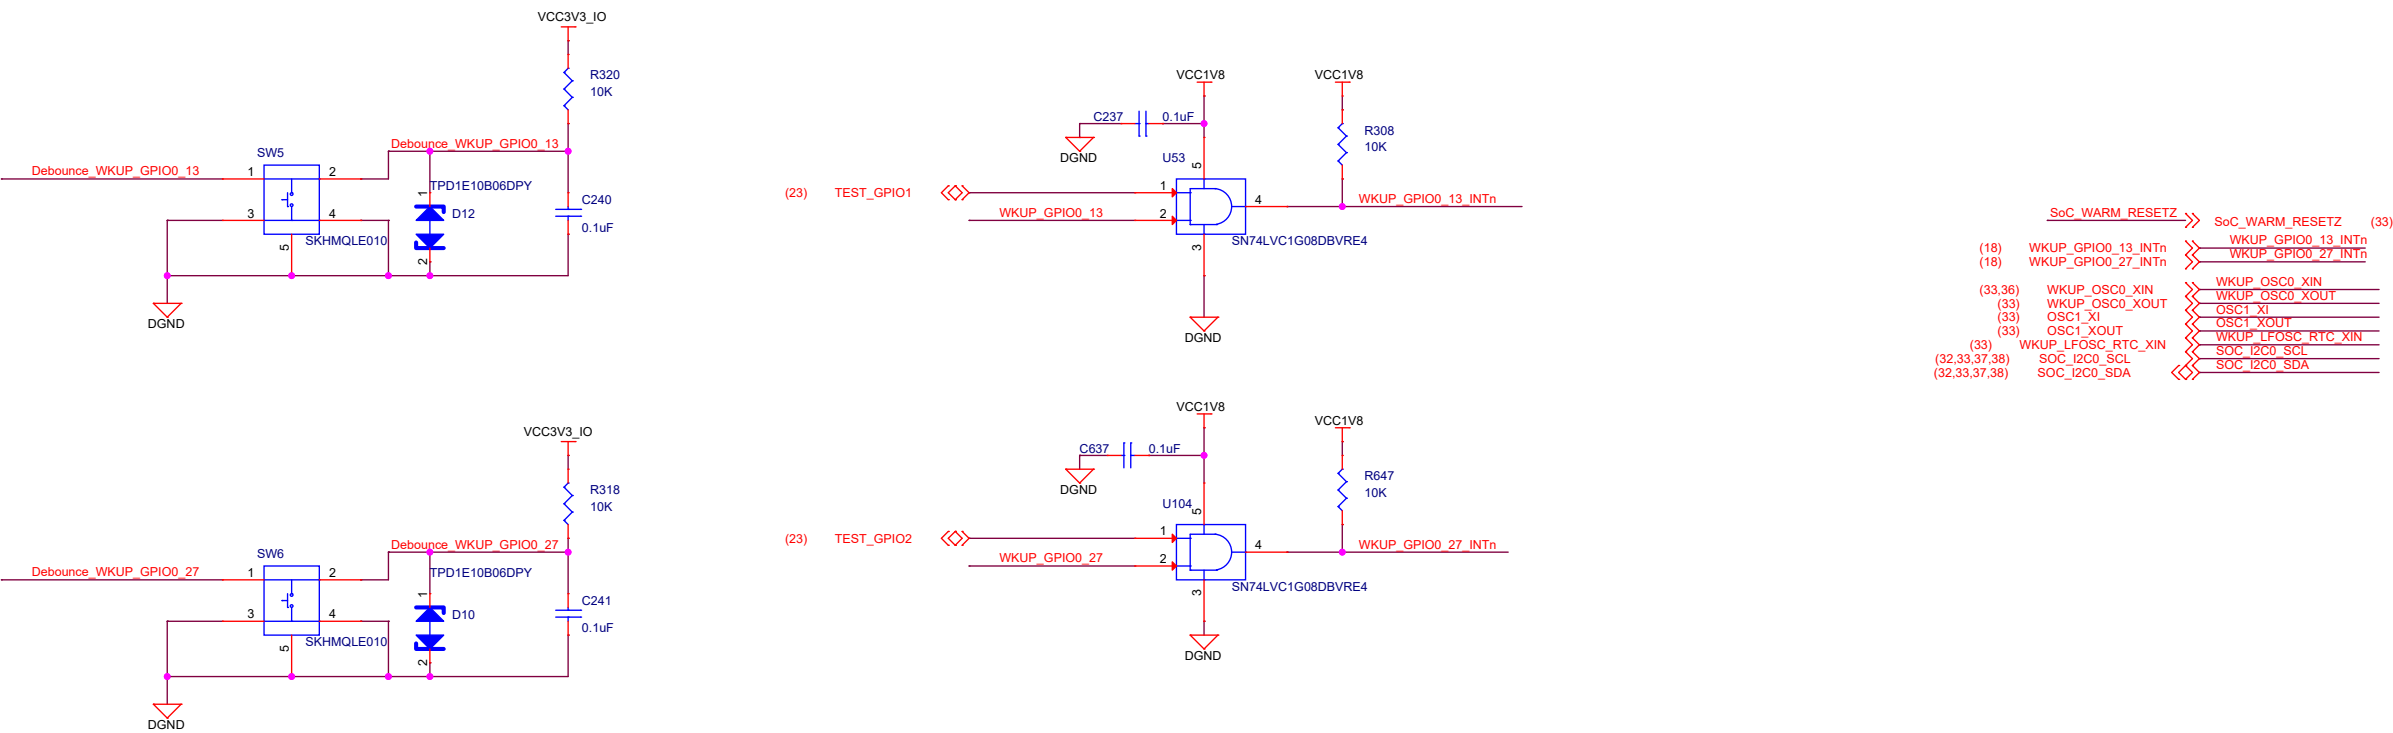 VCC3V3_IO
R320
10K
Debounce_WKUP_GPIO0_13
SW5
Debounce_WKUP_GPIO0_13
1
2
3
4
5
SKHMQLE010
TPD1E10B06DPY
1
D12
2
C240
0.1uF
DGND
VCC3V3_IO
R318
10K
Debounce_WKUP_GPIO0_27
SW6
Debounce_WKUP_GPIO0_27
1
2
3
4
5
SKHMQLE010
TPD1E10B06DPY
1
D10
2
C241
0.1uF
DGND
VCC1V8
VCC1V8
C237
0.1uF
DGND
R308
10K
U53
5
(23) TEST_GPIO1
1
WKUP_GPIO0_13
2
4
WKUP_GPIO0_13_INTn
3
SN74LVC1G08DBVRE4
DGND
VCC1V8
VCC1V8
C637
0.1uF
DGND
R647
10K
U104
5
(23) TEST_GPIO2
1
WKUP_GPIO0_27
2
4
WKUP_GPIO0_27_INTn
3
SN74LVC1G08DBVRE4
DGND
SoC_WARM_RESETZ SoC_WARM_RESETZ (33)
(18) WKUP_GPIO0_13_INTn WKUP_GPIO0_13_INTn
(18) WKUP_GPIO0_27_INTn WKUP_GPIO0_27_INTn
(33,36) WKUP_OSC0_XIN WKUP_OSC0_XIN
(33) WKUP_OSC0_XOUT WKUP_OSC0_XOUT
(33) OSC1_XI OSC1_XI
(33) OSC1_XOUT OSC1_XOUT
(33) WKUP_LFOSC_RTC_XIN WKUP_LFOSC_RTC_XIN
(32,33,37,38) SOC_I2C0_SCL SOC_I2C0_SCL
(32,33,37,38) SOC_I2C0_SDA SOC_I2C0_SDA